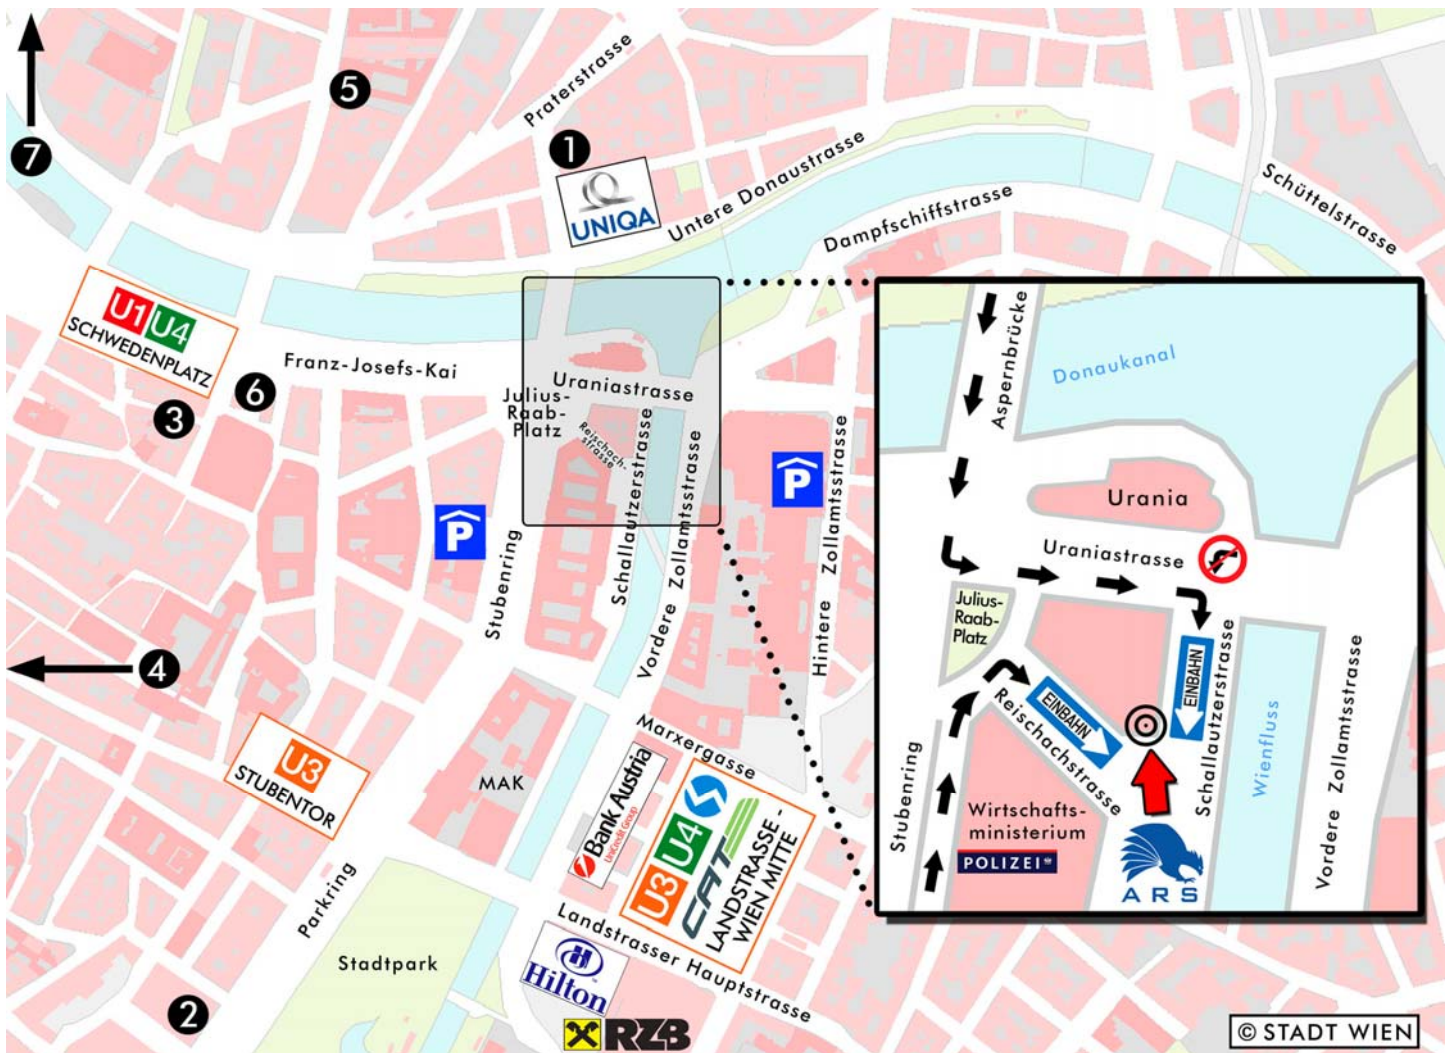 5
7
Praterstrasse
1
UNIQA
Untere Donaustrasse
Dampfschiffstrasse
Schüttelstrasse
U1 U4
SCHWEDENPLATZ
Franz-Josefs-Kai
Uraniastrasse
Julius-
Raab-
Platz
Reischach-
strasse
3
6
P
P
Stubenring
Schallautzerstrasse
Vordere Zollamtsstrasse
Hintere Zollamtsstrasse
4
U3
STUBENTOR
MAK
Marxergasse
Bank Austria
UniCredit Group
U3 U4
CAT
LANDSTRASSE -
WIEN MITTE
Parkring
Stadtpark
Landstrasser Hauptstrasse
Hilton
RZB
2
Aspernbrücke
Donaukanal
Urania
Uraniastrasse
Julius-
Raab-
Platz
EINBAHN
EINBAHN
Reischachstrasse
Schallautzerstrasse
Wienfluss
Vordere Zollamtsstrasse
Stubenring
Wirtschafts-
ministerium
POLIZEI
ARS
© STADT WIEN